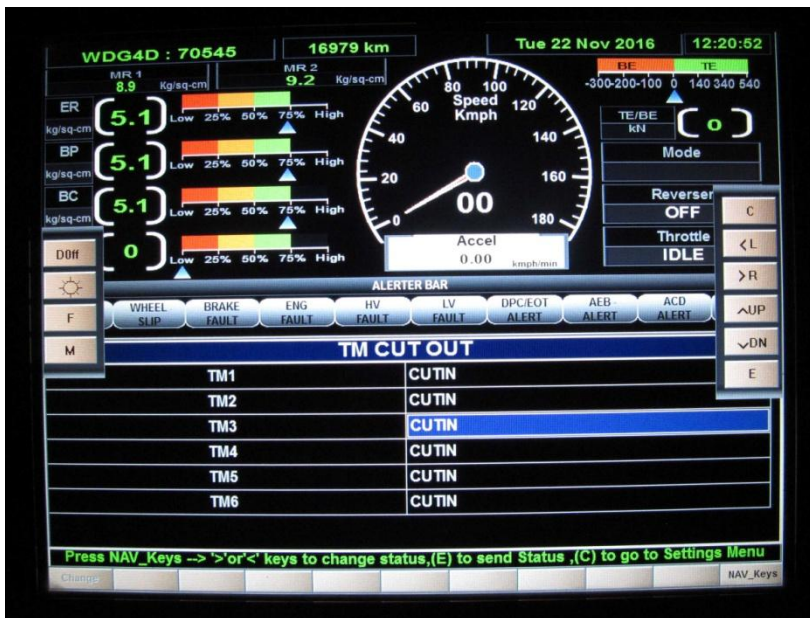 WDG4D : 70545
16979 km
Tue 22 Nov 2016
12:20:52
MR 1
8.9 Kg/sq-cm
MR 2
9.2 Kg/sq-cm
BE TE
-300-200-100 0 140 340 540
ER
kg/sq-cm
5.1
Low 25% 50% 75% High
BP
kg/sq-cm
5.1
Low 25% 50% 75% High
BC
kg/sq-cm
5.1
Low 25% 50% 75% High
0
Low 25% 50% 75% High
Speed
Kmph
0 20 40 60 80 100 120 140 160 180
00
Accel
0.00 kmph/min
TE/BE
kN
0
Mode
Reverser
OFF
Throttle
IDLE
DOff
F
M
C
<L
>R
UP
DN
E
ALERTER BAR
WHEEL SLIP
BRAKE FAULT
ENG FAULT
HV FAULT
LV FAULT
DPC/EOT ALERT
AEB- ALERT
ACD ALERT
TM CUT OUT
TM1 CUTIN
TM2 CUTIN
TM3 CUTIN
TM4 CUTIN
TM5 CUTIN
TM6 CUTIN
Press NAV_Keys --> '>'or'<' keys to change status,(E) to send Status ,(C) to go to Settings Menu
Change
NAV_Keys